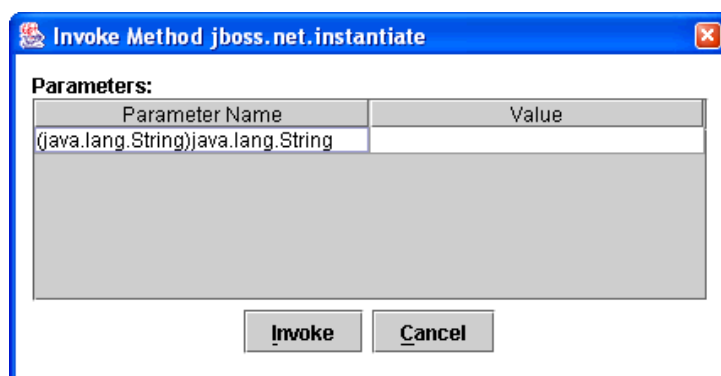 Invoke Method jboss.net.instantiate
Parameters:
Parameter Name Value
(java.lang.String)java.lang.String
Invoke Cancel